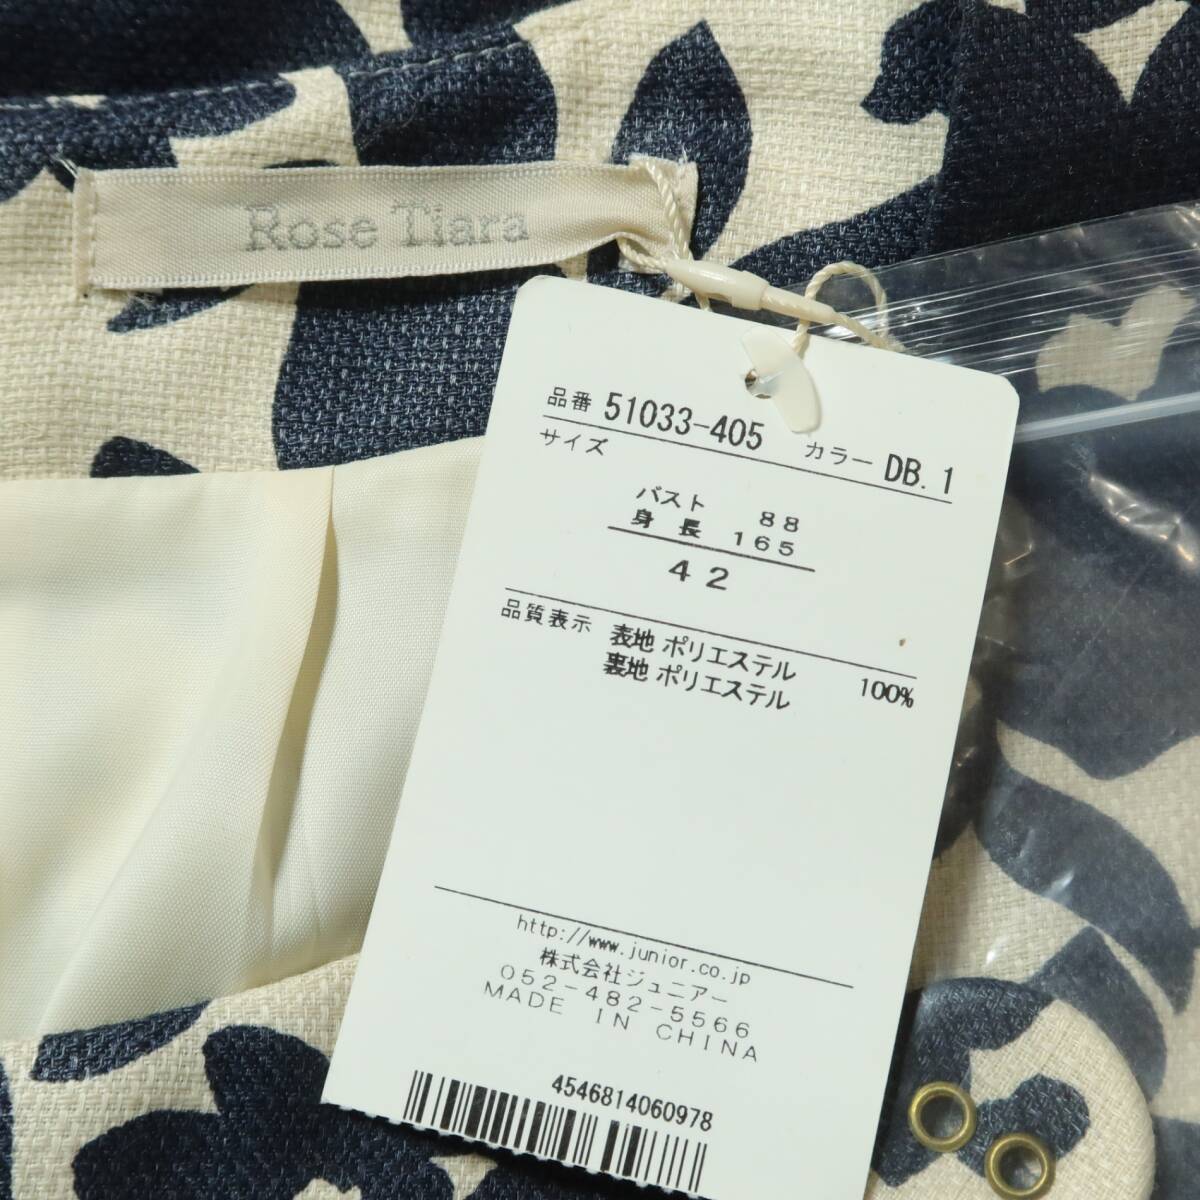 Rose Tiara
品番 51033-405 カラー DB. 1
サイズ
バスト 88
身長 165
42
品質表示 表地 ポリエステル
裏地 ポリエステル 100%
http://www.junior.co.jp
株式会社ジュニアー
052-482-5566
MADE IN CHINA
4546814060978